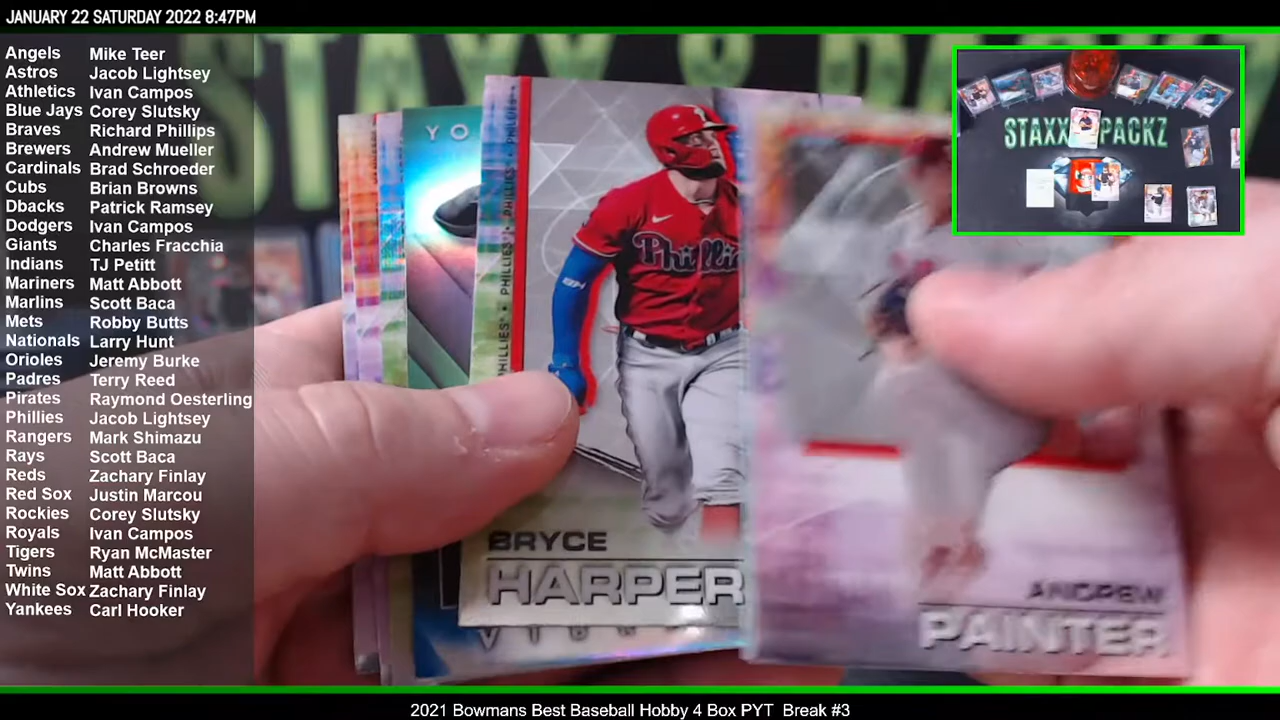 JANUARY 22 SATURDAY 2022 8:47PM
Angels Mike Teer
Astros Jacob Lightsey
Athletics Ivan Campos
Blue Jays Corey Slutsky
Braves Richard Phillips
Brewers Andrew Mueller
Cardinals Brad Schroeder
Cubs Brian Browns
Dbacks Patrick Ramsey
Dodgers Ivan Campos
Giants Charles Fracchia
Indians TJ Petitt
Mariners Matt Abbott
Marlins Scott Baca
Mets Robby Butts
Nationals Larry Hunt
Orioles Jeremy Burke
Padres Terry Reed
Pirates Raymond Oesterling
Phillies Jacob Lightsey
Rangers Mark Shimazu
Rays Scott Baca
Reds Zachary Finlay
Red Sox Justin Marcou
Rockies Corey Slutsky
Royals Ivan Campos
Tigers Ryan McMaster
Twins Matt Abbott
White Sox Zachary Finlay
Yankees Carl Hooker
STAXX PACKZ
YO
PHILLIES • PHILLIES • PHILLIES
Phillie
BRYCE
HARPER
ANDREW
PAINTER
2021 Bowmans Best Baseball Hobby 4 Box PYT Break #3